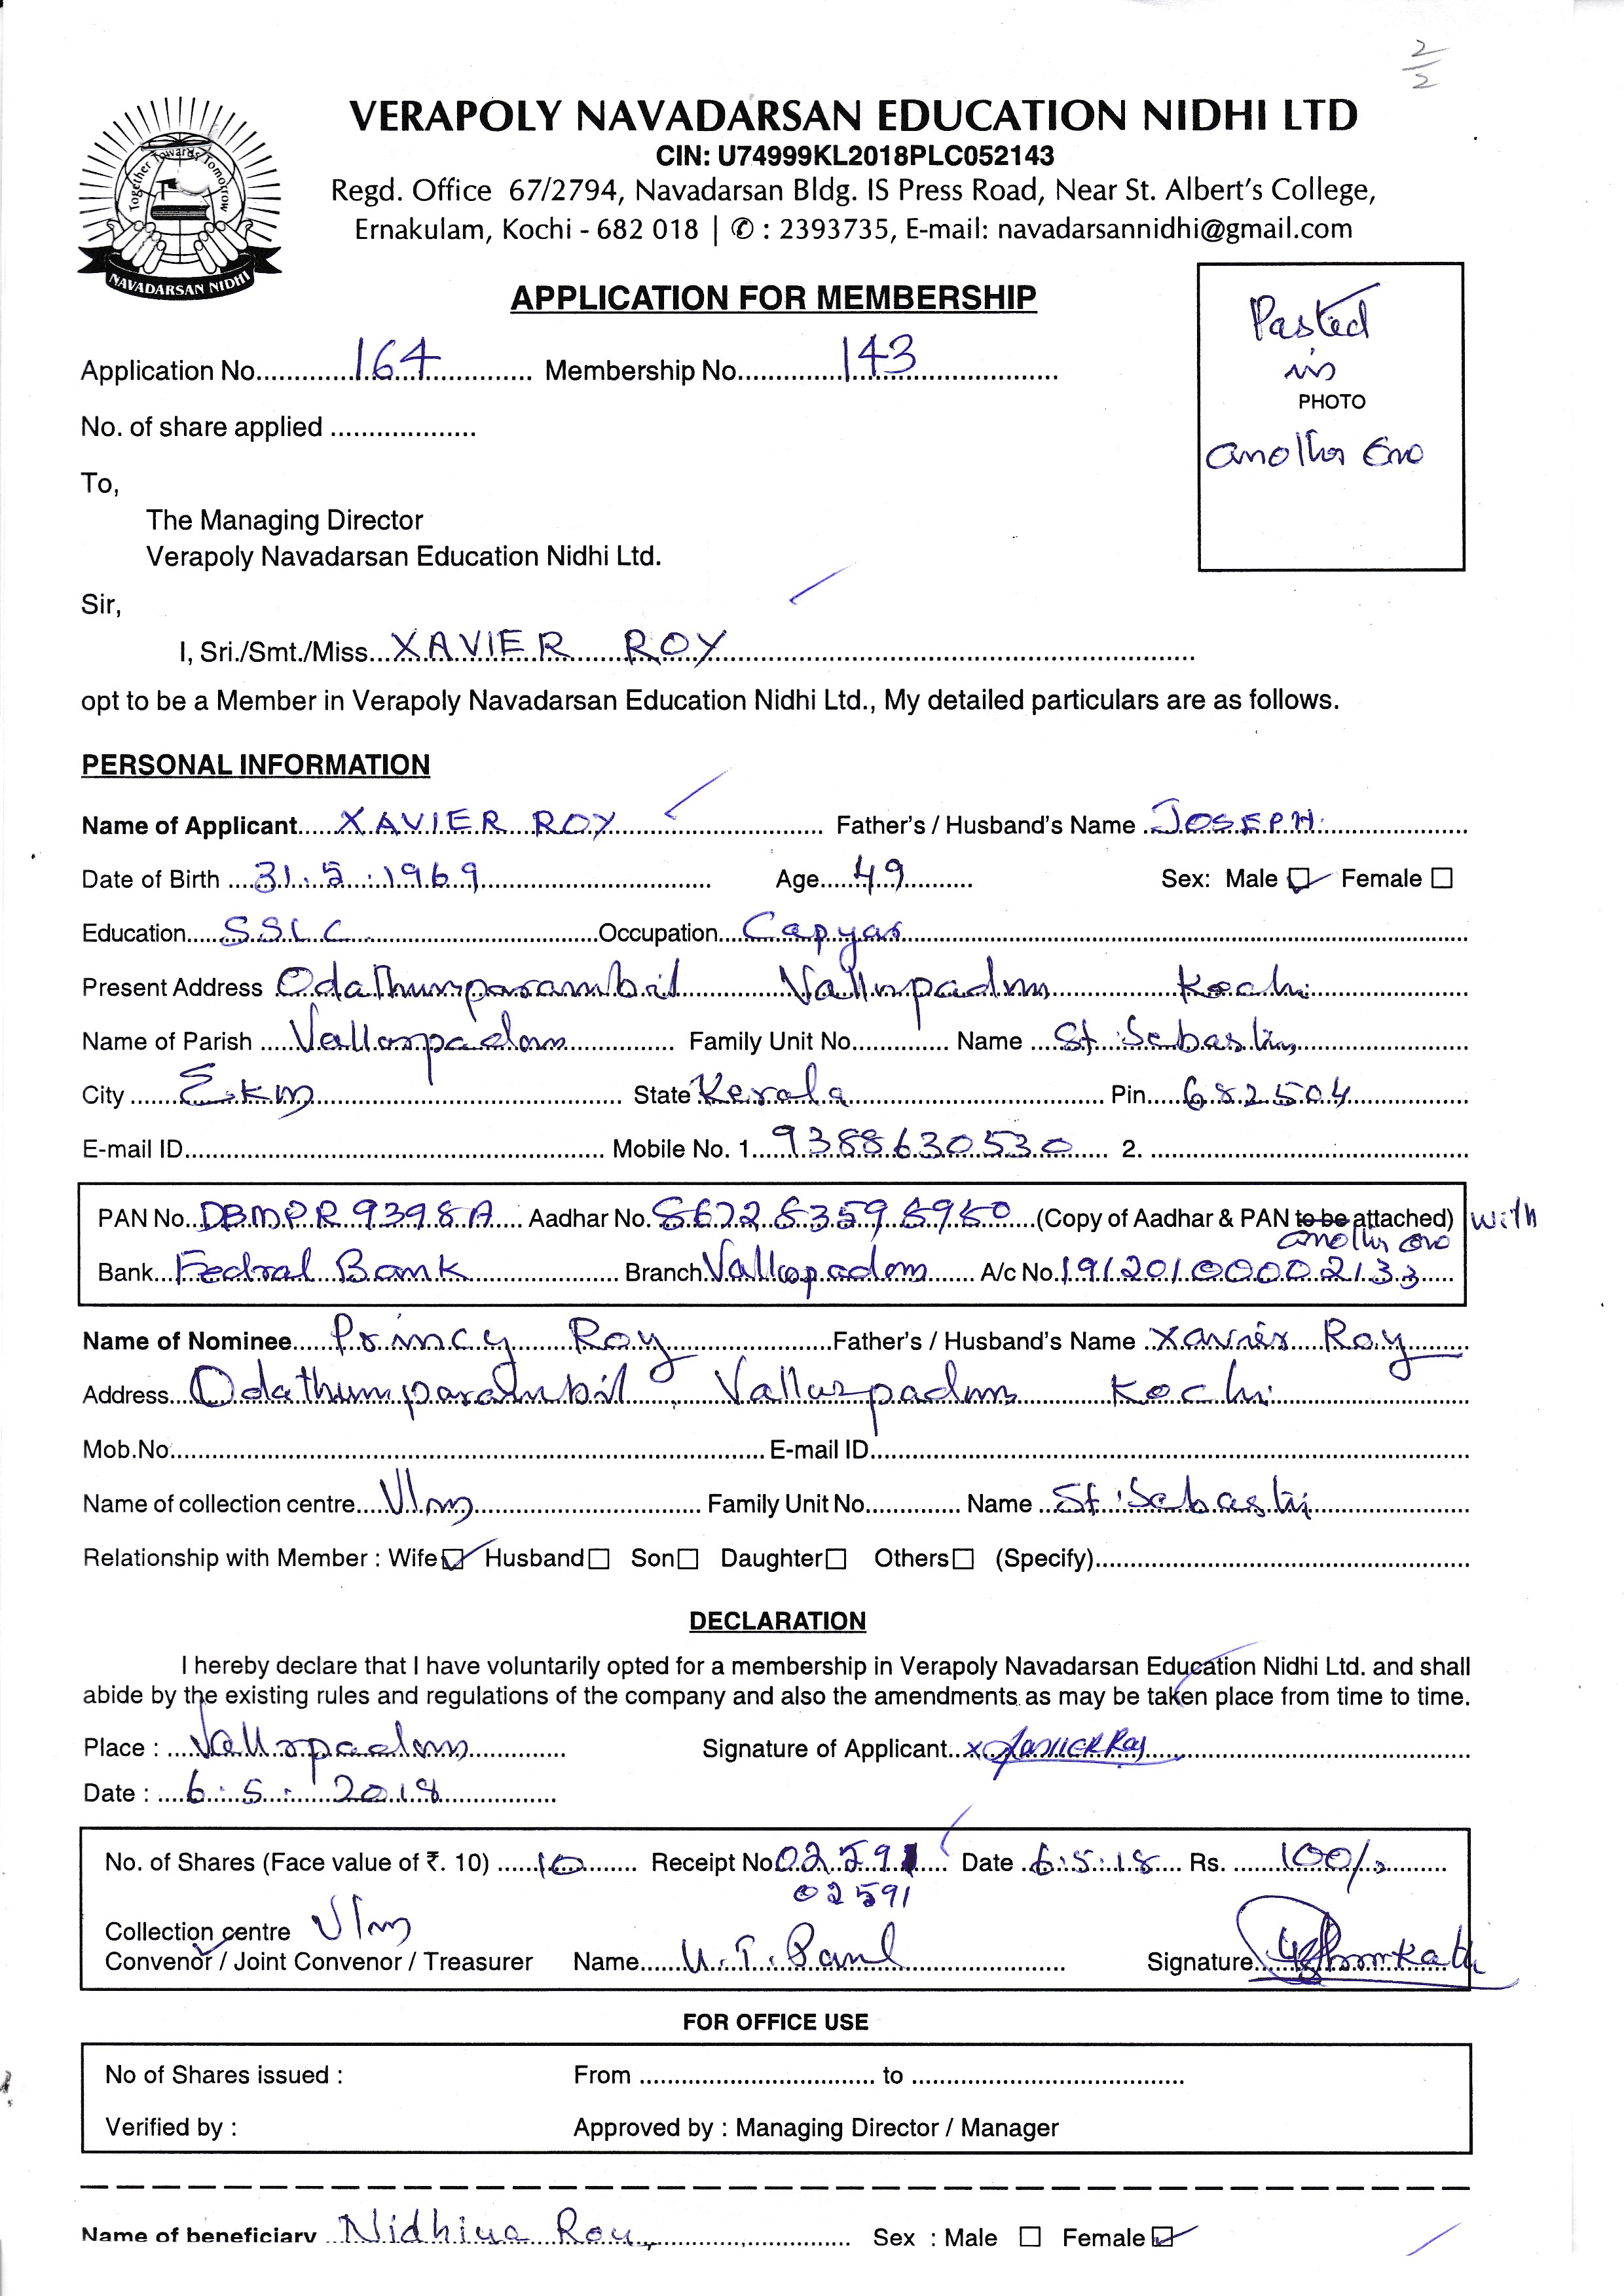 2/2
VERAPOLY NAVADARSAN EDUCATION NIDHI LTD
CIN: U74999KL2018PLC052143
Regd. Office 67/2794, Navadarsan Bldg. IS Press Road, Near St. Albert's College,
Ernakulam, Kochi - 682 018 | ✆ : 2393735, E-mail: navadarsannidhi@gmail.com
Together Towards Tomorrow
NAVADARSAN NIDHI
APPLICATION FOR MEMBERSHIP
Pasted
in
PHOTO
another one
Application No. 164 Membership No. 143
No. of share applied
To,
The Managing Director
Verapoly Navadarsan Education Nidhi Ltd.
Sir,
I, Sri./Smt./Miss. XAVIER ROY
opt to be a Member in Verapoly Navadarsan Education Nidhi Ltd., My detailed particulars are as follows.
PERSONAL INFORMATION
Name of Applicant XAVIER ROY Father's / Husband's Name JOSEPH
Date of Birth 31.5.1969 Age 49 Sex: Male ☑ Female ☐
Education SSLC Occupation
Present Address Odathumparambil Vallarpadam Kochi
Name of Parish Vallarpadam Family Unit No. Name St. Sebastin
City Ekm State Kerala Pin 682504
E-mail ID Mobile No. 1. 9388630530 2.
PAN No. DBMPR9398A Aadhar No. (Copy of Aadhar & PAN to be attached) with
another one
Bank Fedral Bank Branch Vallarpadam A/c No. 19120100002133
Name of Nominee Princy Roy Father's / Husband's Name Xavier Roy
Address Odathumparambil Vallarpadam Kochi
Mob.No. E-mail ID
Name of collection centre Vlm Family Unit No. Name St. Sebastin
Relationship with Member : Wife ☑ Husband ☐ Son ☐ Daughter ☐ Others ☐ (Specify)
DECLARATION
I hereby declare that I have voluntarily opted for a membership in Verapoly Navadarsan Education Nidhi Ltd. and shall
abide by the existing rules and regulations of the company and also the amendments as may be taken place from time to time.
Place : Vallarpadam Signature of Applicant x Xavier Roy
Date : 6.5.2018
No. of Shares (Face value of ₹. 10) 10 Receipt No. 02591 Date 6.5.18 Rs. 100/-
02591
Collection centre Vlm
Convenor / Joint Convenor / Treasurer Name U.T. Paul Signature
FOR OFFICE USE
No of Shares issued : From to
Verified by : Approved by : Managing Director / Manager
Name of beneficiary Nidhiya Roy Sex : Male ☐ Female ☑